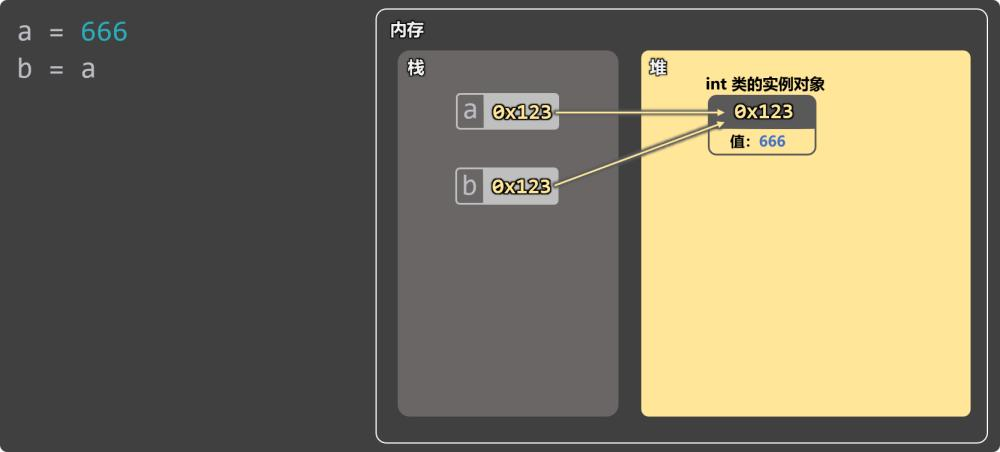 a = 666
b = a
内存
栈
a 0x123
b 0x123
堆
int 类的实例对象
0x123
值：666